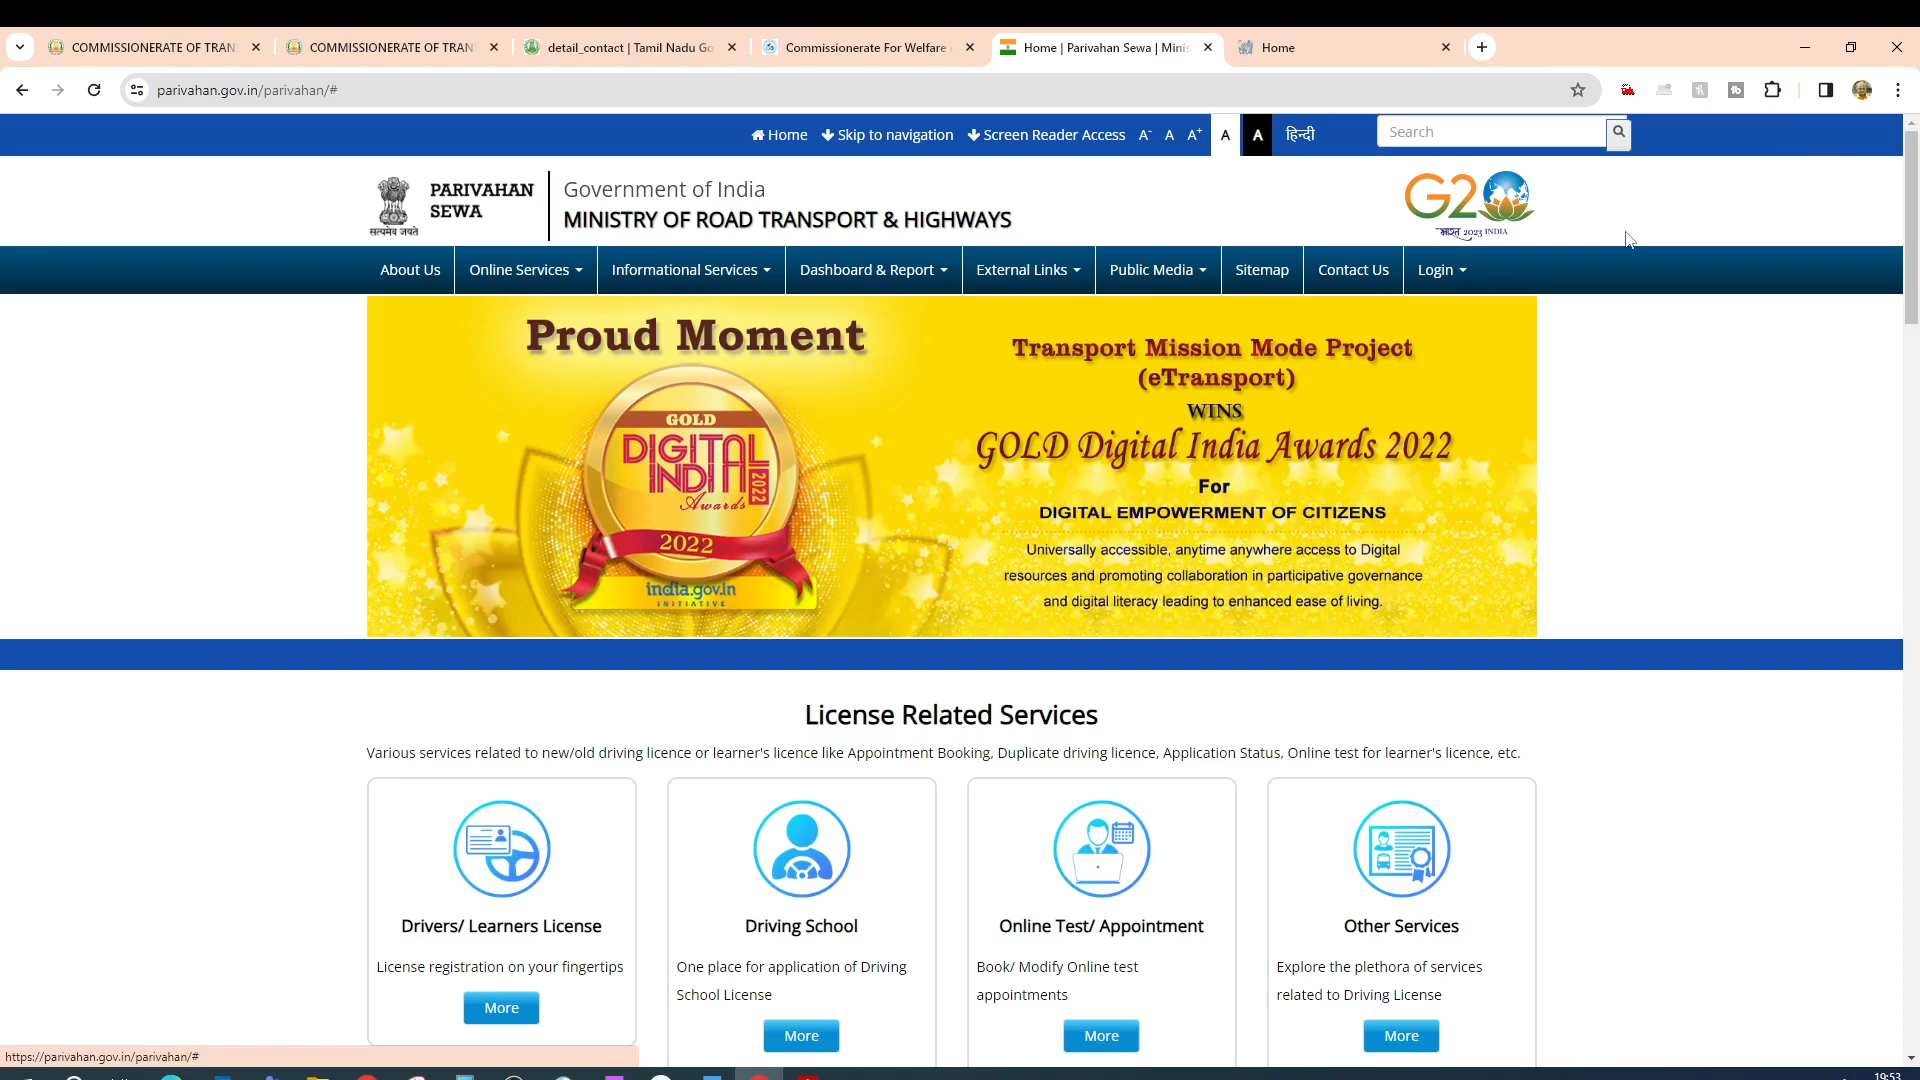 COMMISSIONERATE OF TRAN
COMMISSIONERATE OF TRAN
detail_contact | Tamil Nadu Go
Commissionerate For Welfare
Home | Parivahan Sewa | Minis
Home
parivahan.gov.in/parivahan/#
Home
Skip to navigation
Screen Reader Access
A-
A
A+
A
A
हिन्दी
Search
सत्यमेव जयते
PARIVAHAN
SEWA
Government of India
MINISTRY OF ROAD TRANSPORT & HIGHWAYS
G20
भारत 2023 INDIA
About Us
Online Services
Informational Services
Dashboard & Report
External Links
Public Media
Sitemap
Contact Us
Login
Proud Moment
GOLD
DIGITAL
INDIA
2022
Awards
2022
india.gov.in
INITIATIVE
Transport Mission Mode Project
(eTransport)
WINS
GOLD Digital India Awards 2022
For
DIGITAL EMPOWERMENT OF CITIZENS
Universally accessible, anytime anywhere access to Digital
resources and promoting collaboration in participative governance
and digital literacy leading to enhanced ease of living.
License Related Services
Various services related to new/old driving licence or learner's licence like Appointment Booking, Duplicate driving licence, Application Status, Online test for learner's licence, etc.
Drivers/ Learners License
License registration on your fingertips
More
Driving School
One place for application of Driving
School License
More
Online Test/ Appointment
Book/ Modify Online test
appointments
More
Other Services
Explore the plethora of services
related to Driving License
More
https://parivahan.gov.in/parivahan/#
19:53